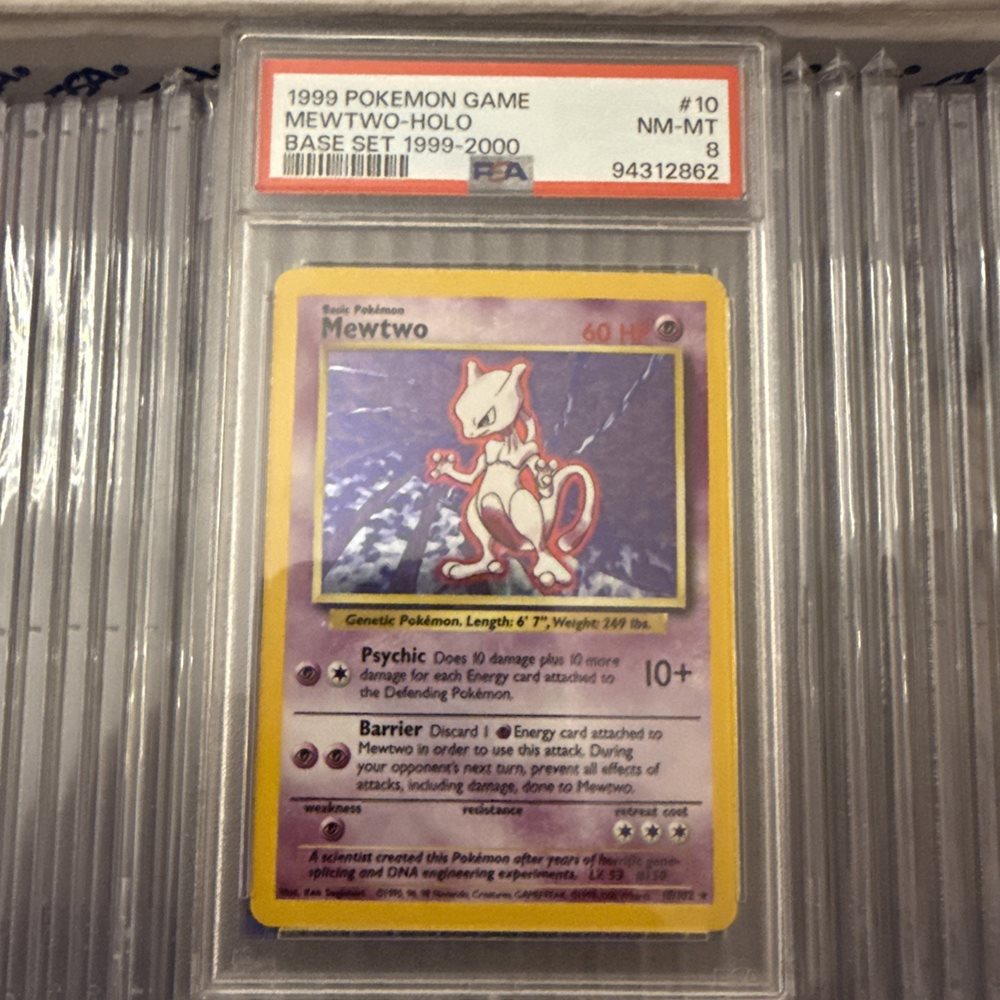 PSA
1999 POKEMON GAME #10
MEWTWO-HOLO NM-MT
BASE SET 1999-2000 8
PSA 94312862
Basic Pokémon
Mewtwo 60 HP
Genetic Pokémon. Length: 6' 7", Weight: 269 lbs.
Psychic Does 10 damage plus 10 more
damage for each Energy card attached to
the Defending Pokémon.
10+
Barrier Discard 1 Energy card attached to
Mewtwo in order to use this attack. During
your opponent's next turn, prevent all effects of
attacks, including damage, done to Mewtwo.
weakness resistance retreat cost
A scientist created this Pokémon after years of horrific gene-
splicing and DNA engineering experiments. LV. 53 #150